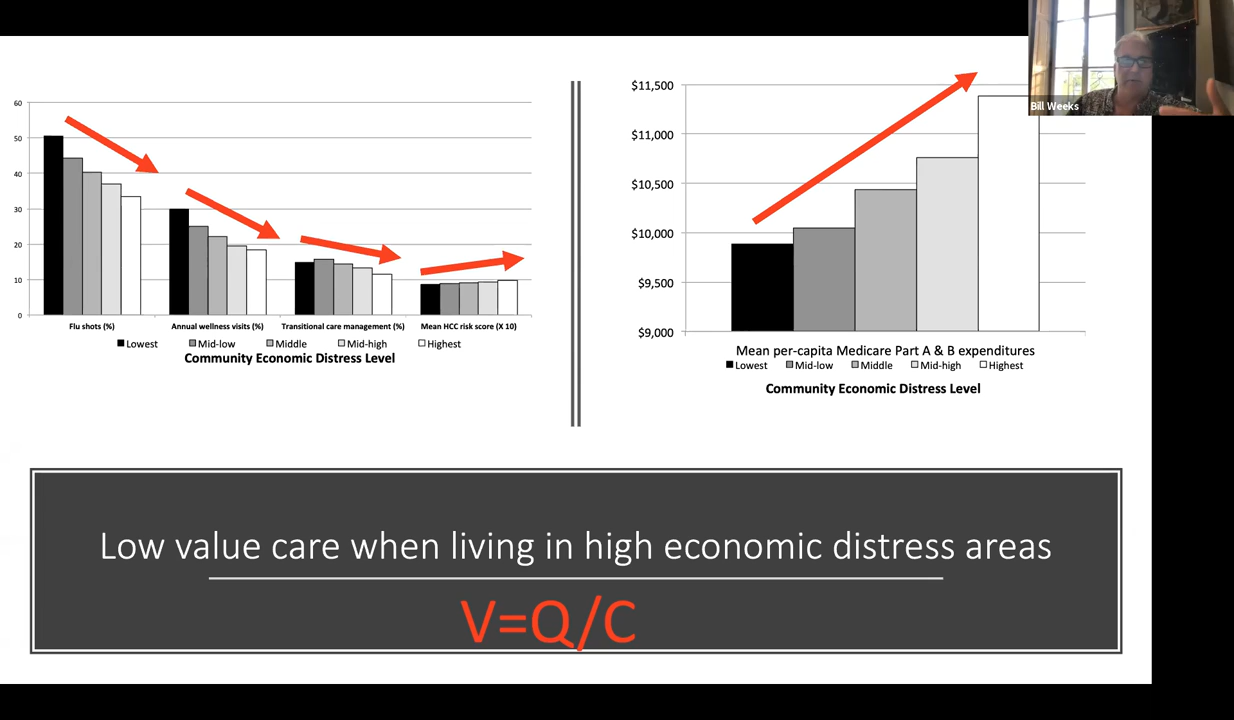 60
50
40
30
20
10
0
Flu shots (%) Annual wellness visits (%) Transitional care management (%) Mean HCC risk score (X 10)
Lowest Mid-low Middle Mid-high Highest
Community Economic Distress Level
$11,500
$11,000
$10,500
$10,000
$9,500
$9,000
Mean per-capita Medicare Part A & B expenditures
Lowest Mid-low Middle Mid-high Highest
Community Economic Distress Level
Bill Weeks
Low value care when living in high economic distress areas
V=Q/C